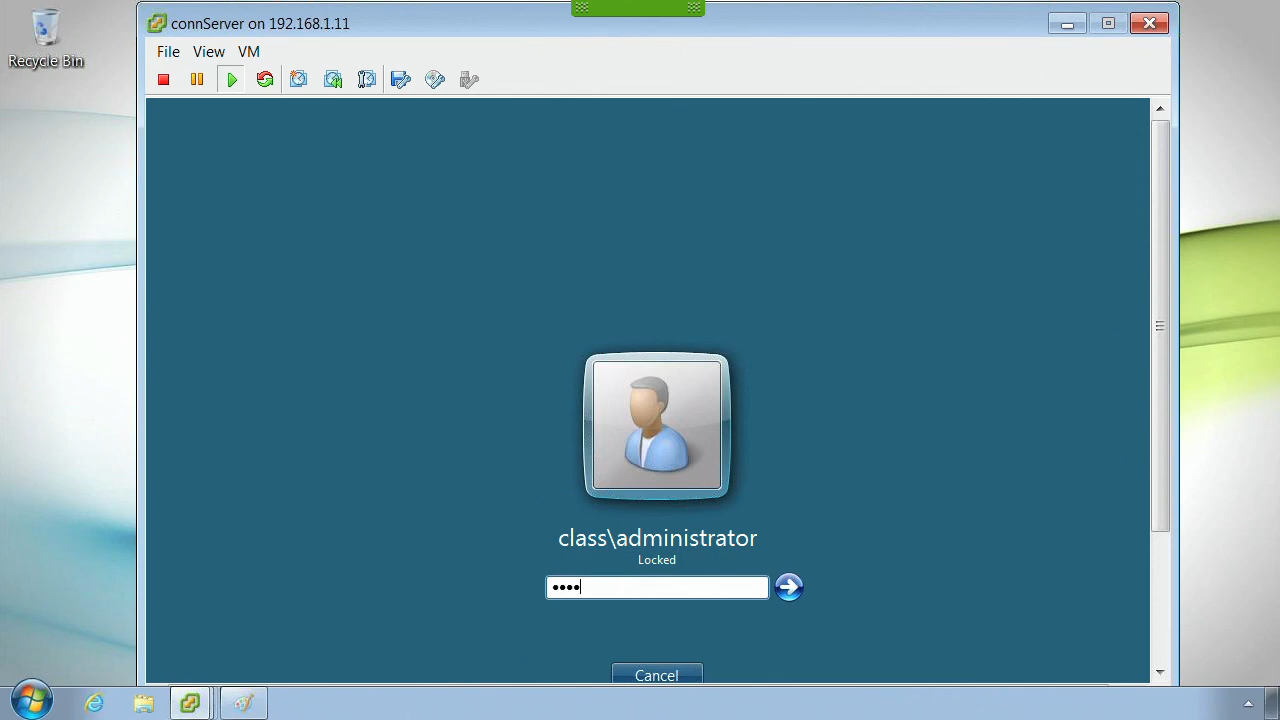 Recycle Bin
connServer on 192.168.1.11
File View VM
class\administrator
Locked
Cancel